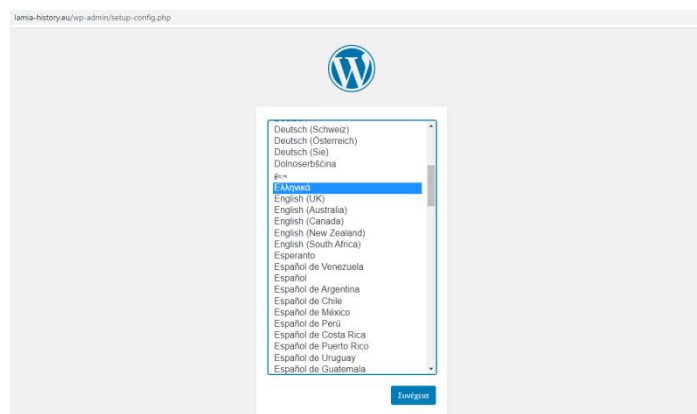 lamia-history.eu/wp-admin/setup-config.php
Deutsch (Schweiz)
Deutsch (Österreich)
Deutsch (Sie)
Dolnoserbšćina
Ελληνικά
English (UK)
English (Australia)
English (Canada)
English (New Zealand)
English (South Africa)
Esperanto
Español de Venezuela
Español
Español de Argentina
Español de Chile
Español de México
Español de Perú
Español de Costa Rica
Español de Puerto Rico
Español de Uruguay
Español de Guatemala
Συνέχεια